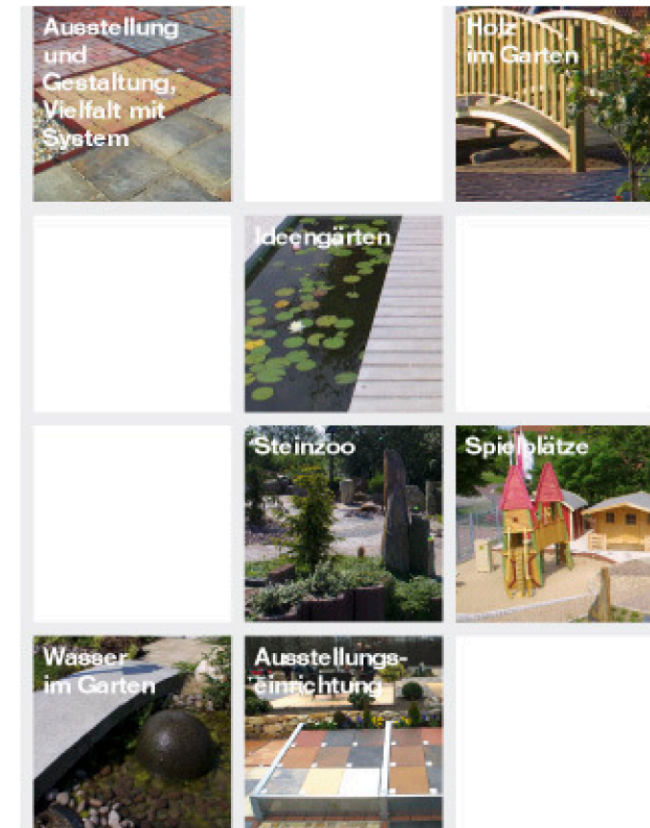 Ausstellung
und
Gestaltung,
Vielfalt mit
System
Holz
im Garten
Ideengärten
Steinzoo
Spielplätze
Wasser
im Garten
Ausstellungs-
einrichtung